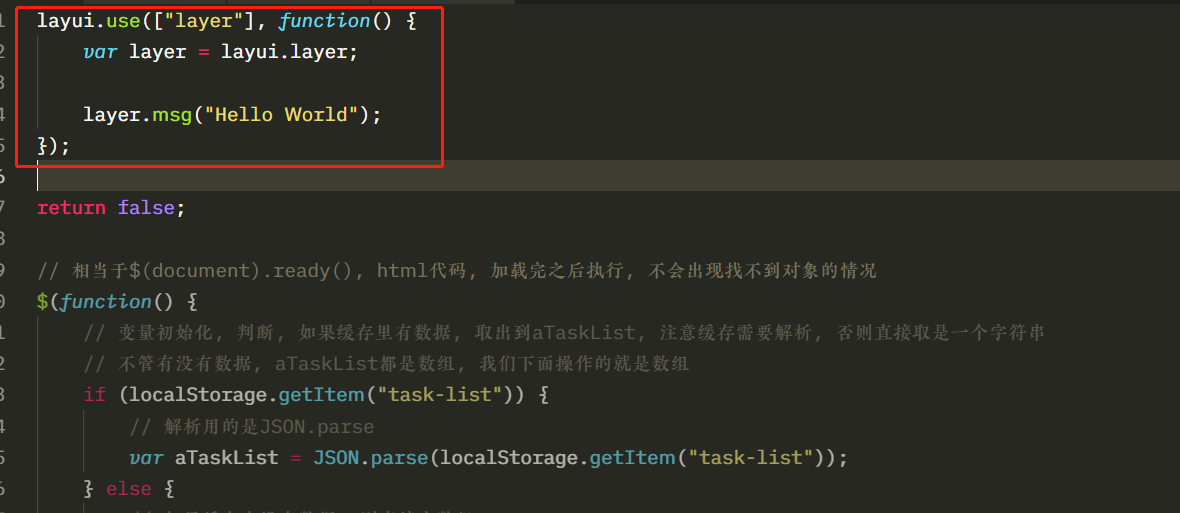 1 layui.use(["layer"], function() {
2 var layer = layui.layer;
3
4 layer.msg("Hello World");
5 });
6
7 return false;
8
9 // 相当于$(document).ready(), html代码, 加载完之后执行, 不会出现找不到对象的情况
0 $(function() {
1 // 变量初始化, 判断, 如果缓存里有数据, 取出到aTaskList, 注意缓存需要解析, 否则直接取是一个字符串
2 // 不管有没有数据, aTaskList都是数组, 我们下面操作的就是数组
3 if (localStorage.getItem("task-list")) {
4 // 解析用的是JSON.parse
5 var aTaskList = JSON.parse(localStorage.getItem("task-list"));
6 } else {